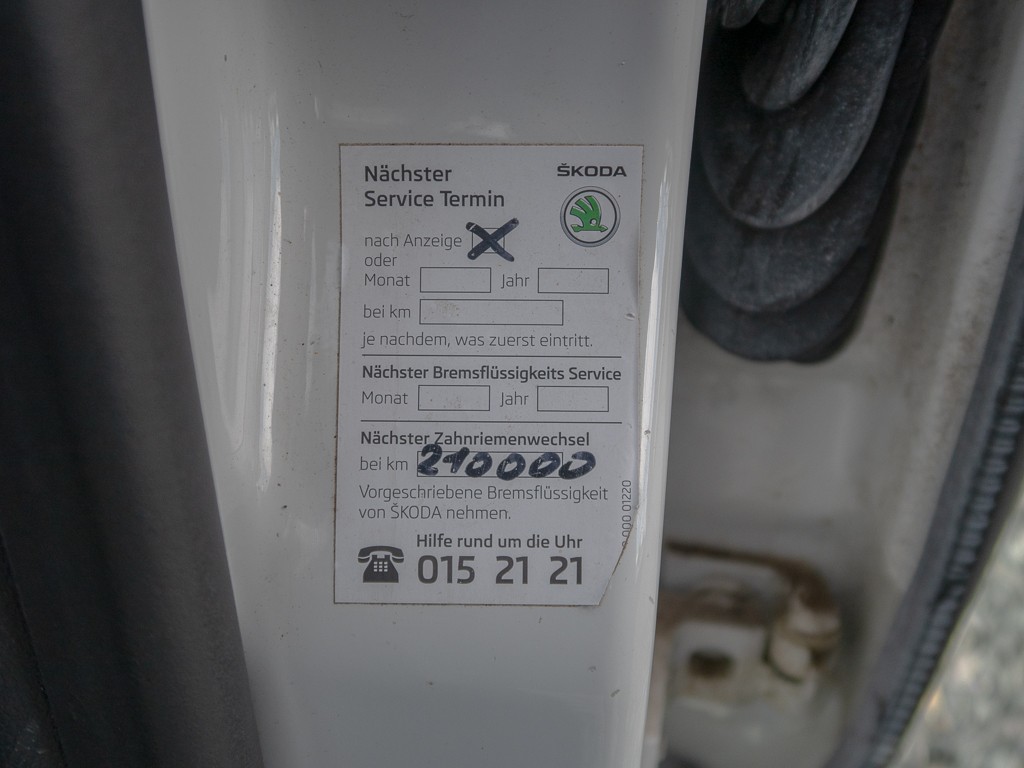 Nächster
Service Termin
ŠKODA
nach Anzeige X
oder
Monat Jahr
bei km
je nachdem, was zuerst eintritt.
Nächster Bremsflüssigkeits Service
Monat Jahr
Nächster Zahnriemenwechsel
bei km 210000
Vorgeschriebene Bremsflüssigkeit
von ŠKODA nehmen.
000 01220
Hilfe rund um die Uhr
015 21 21